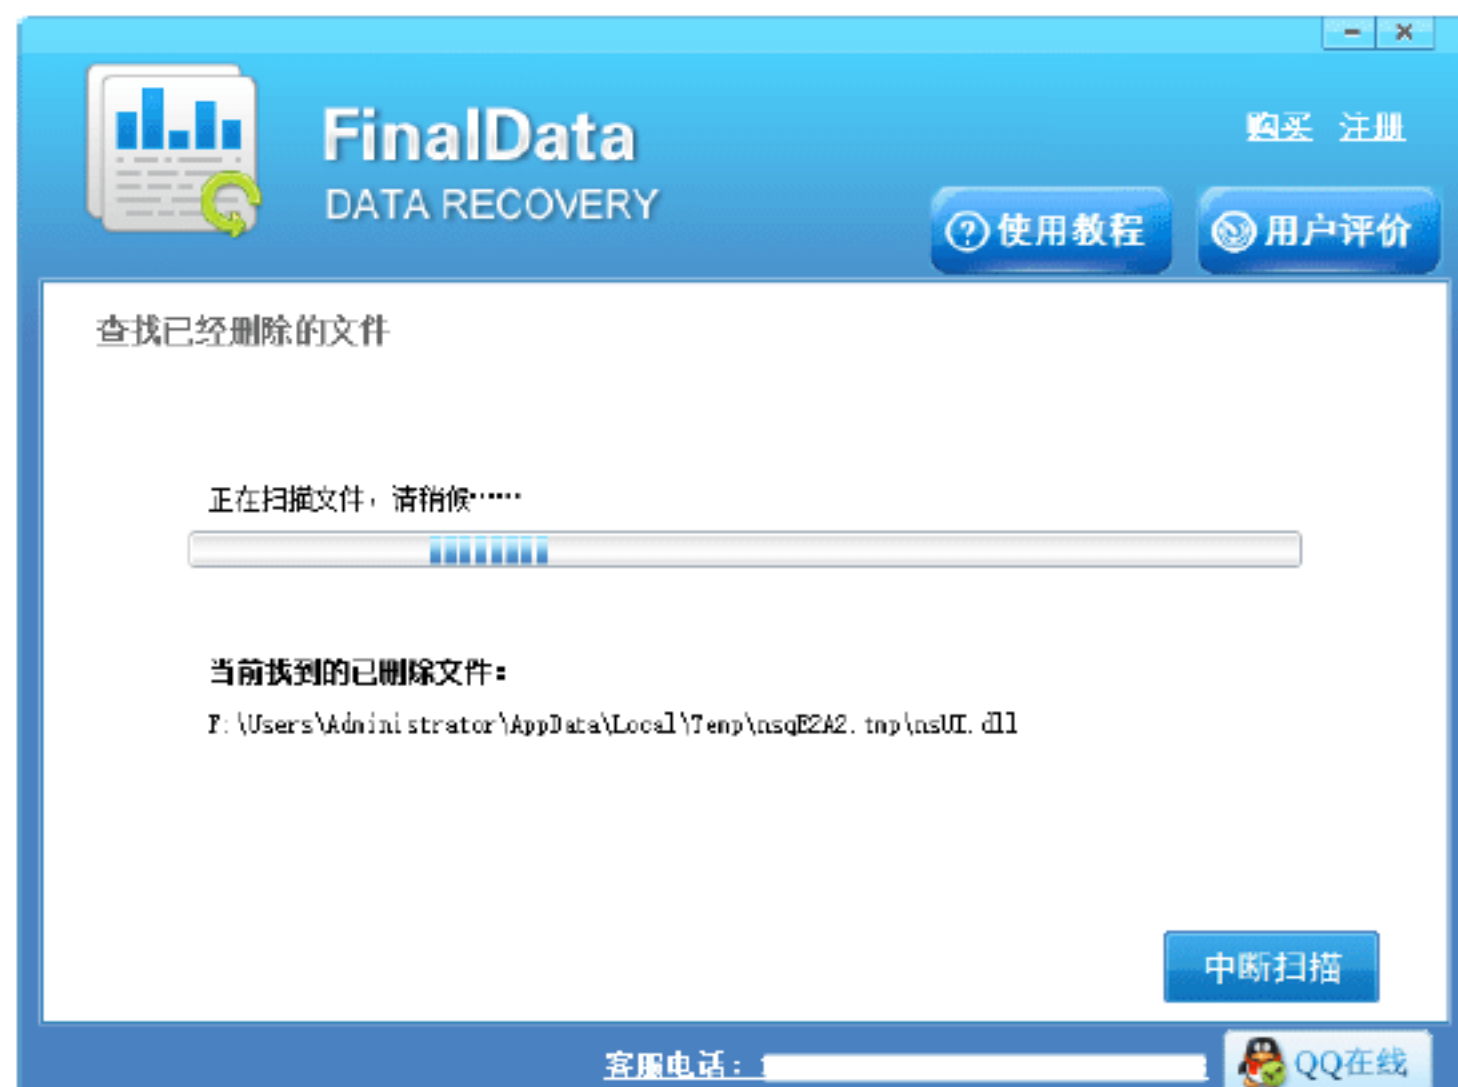 FinalData
DATA RECOVERY
购买 注册
使用教程 用户评价
查找已经删除的文件
正在扫描文件，请稍候……
当前找到的已删除文件：
F:\Users\Administrator\AppData\Local\Temp\nsqE2A2.tmp\nsUI.dll
中断扫描
客服电话：
QQ在线